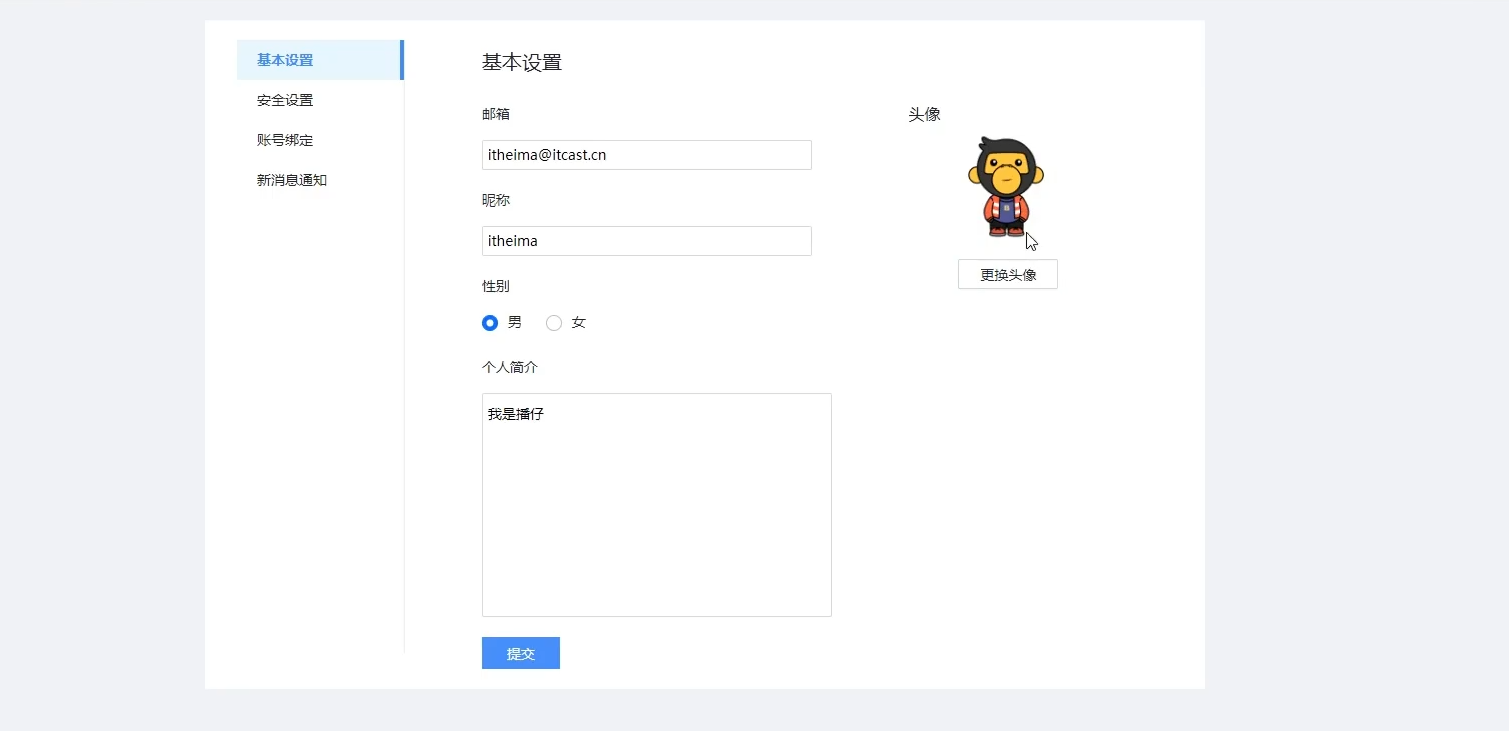 基本设置
安全设置
账号绑定
新消息通知
基本设置
邮箱
itheima@itcast.cn
昵称
itheima
性别
男 女
个人简介
我是播仔
提交
头像
更换头像